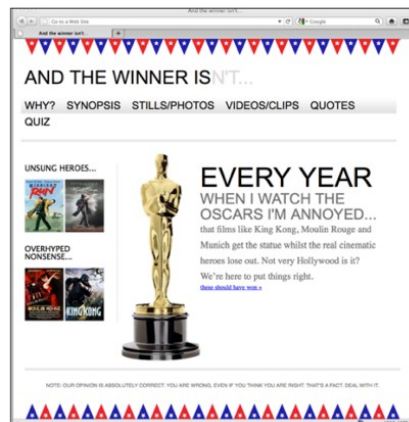 And the winner isn't...
Go to a Web Site
Google
And the winner isn't...
AND THE WINNER ISN'T...
WHY? SYNOPSIS STILLS/PHOTOS VIDEOS/CLIPS QUOTES
QUIZ
UNSUNG HEROES...
MIDNIGHT
RUN
OVERHYPED
NONSENSE...
MOULIN ROUGE
KING KONG
EVERY YEAR
WHEN I WATCH THE
OSCARS I'M ANNOYED...
that films like King Kong, Moulin Rouge and
Munich get the statue whilst the real cinematic
heroes lose out. Not very Hollywood is it?
We're here to put things right.
these should have won »
NOTE: OUR OPINION IS ABSOLUTELY CORRECT. YOU ARE WRONG, EVEN IF YOU THINK YOU ARE RIGHT. THAT'S A FACT. DEAL WITH IT.